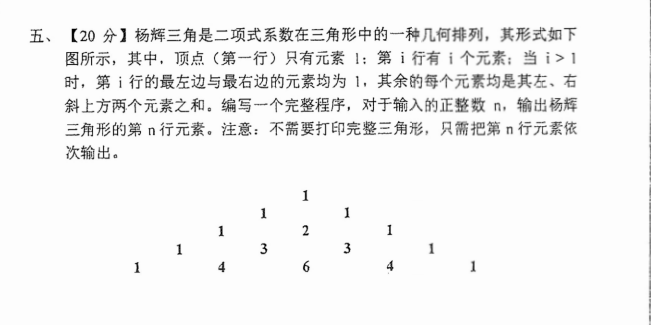 五、【20 分】杨辉三角是二项式系数在三角形中的一种几何排列，其形式如下
图所示，其中，顶点（第一行）只有元素 1；第 i 行有 i 个元素；当 i > 1
时，第 i 行的最左边与最右边的元素均为 1，其余的每个元素均是其左、右
斜上方两个元素之和。编写一个完整程序，对于输入的正整数 n，输出杨辉
三角形的第 n 行元素。注意：不需要打印完整三角形，只需把第 n 行元素依
次输出。
1
1 1
1 2 1
1 3 3 1
1 4 6 4 1